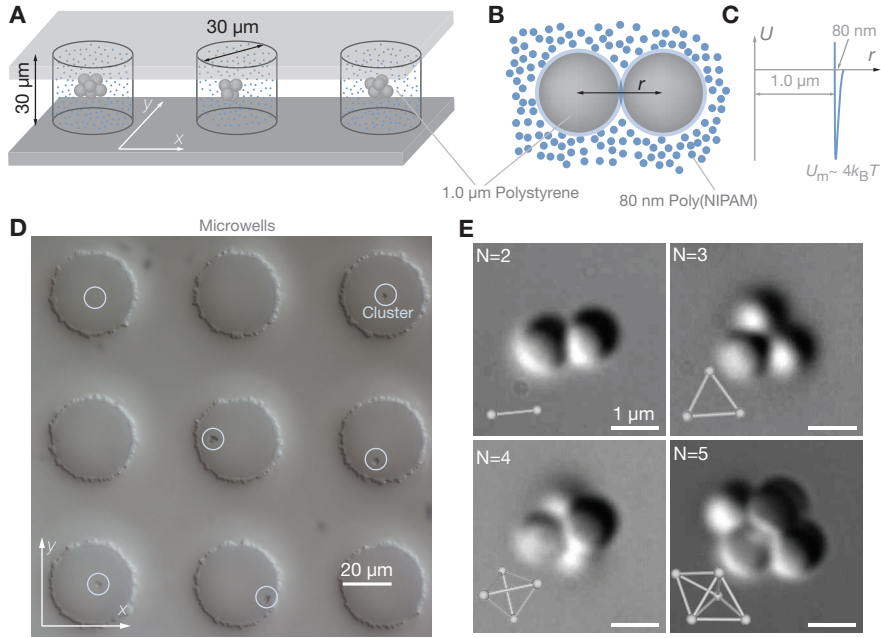 A
30 µm
30 µm
y
x
B
r
C
U
80 nm
r
1.0 µm
Um~ 4kBT
1.0 µm Polystyrene
80 nm Poly(NIPAM)
D
Microwells
Cluster
y
x
20 µm
E
N=2
1 µm
N=3
N=4
N=5